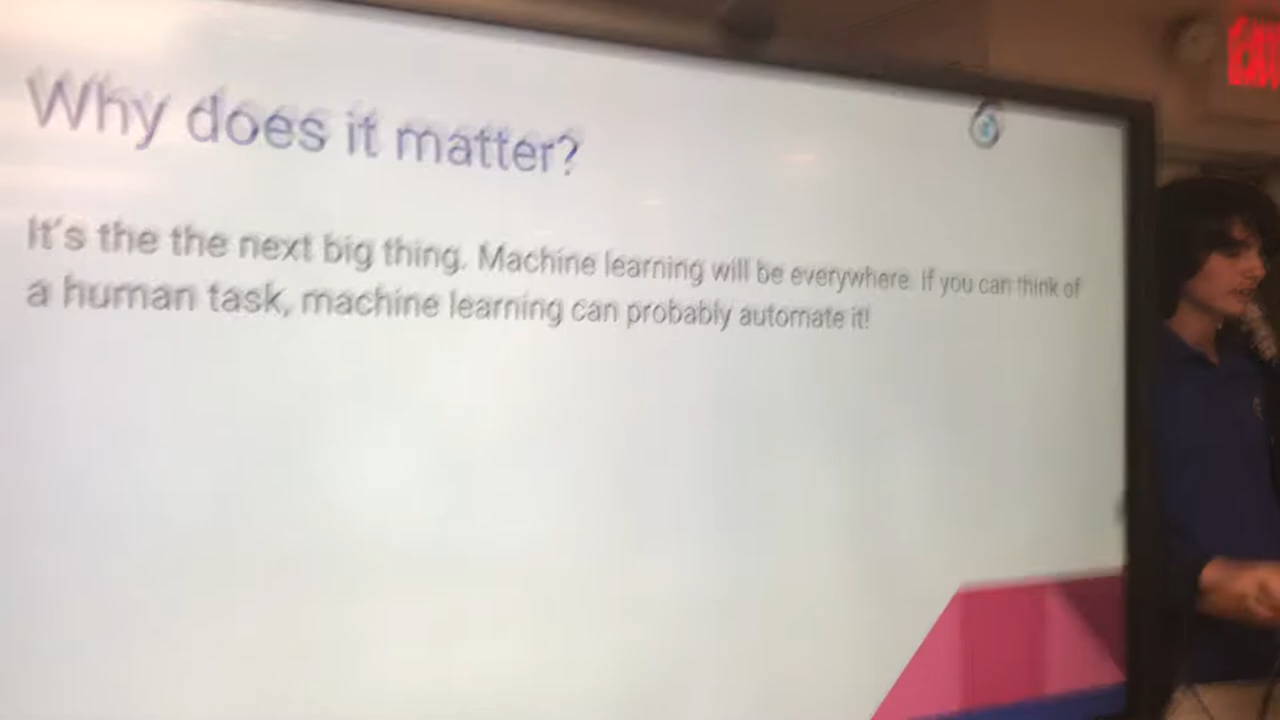 Why does it matter?
It's the the next big thing. Machine learning will be everywhere. If you can think of
a human task, machine learning can probably automate it!
EXIT